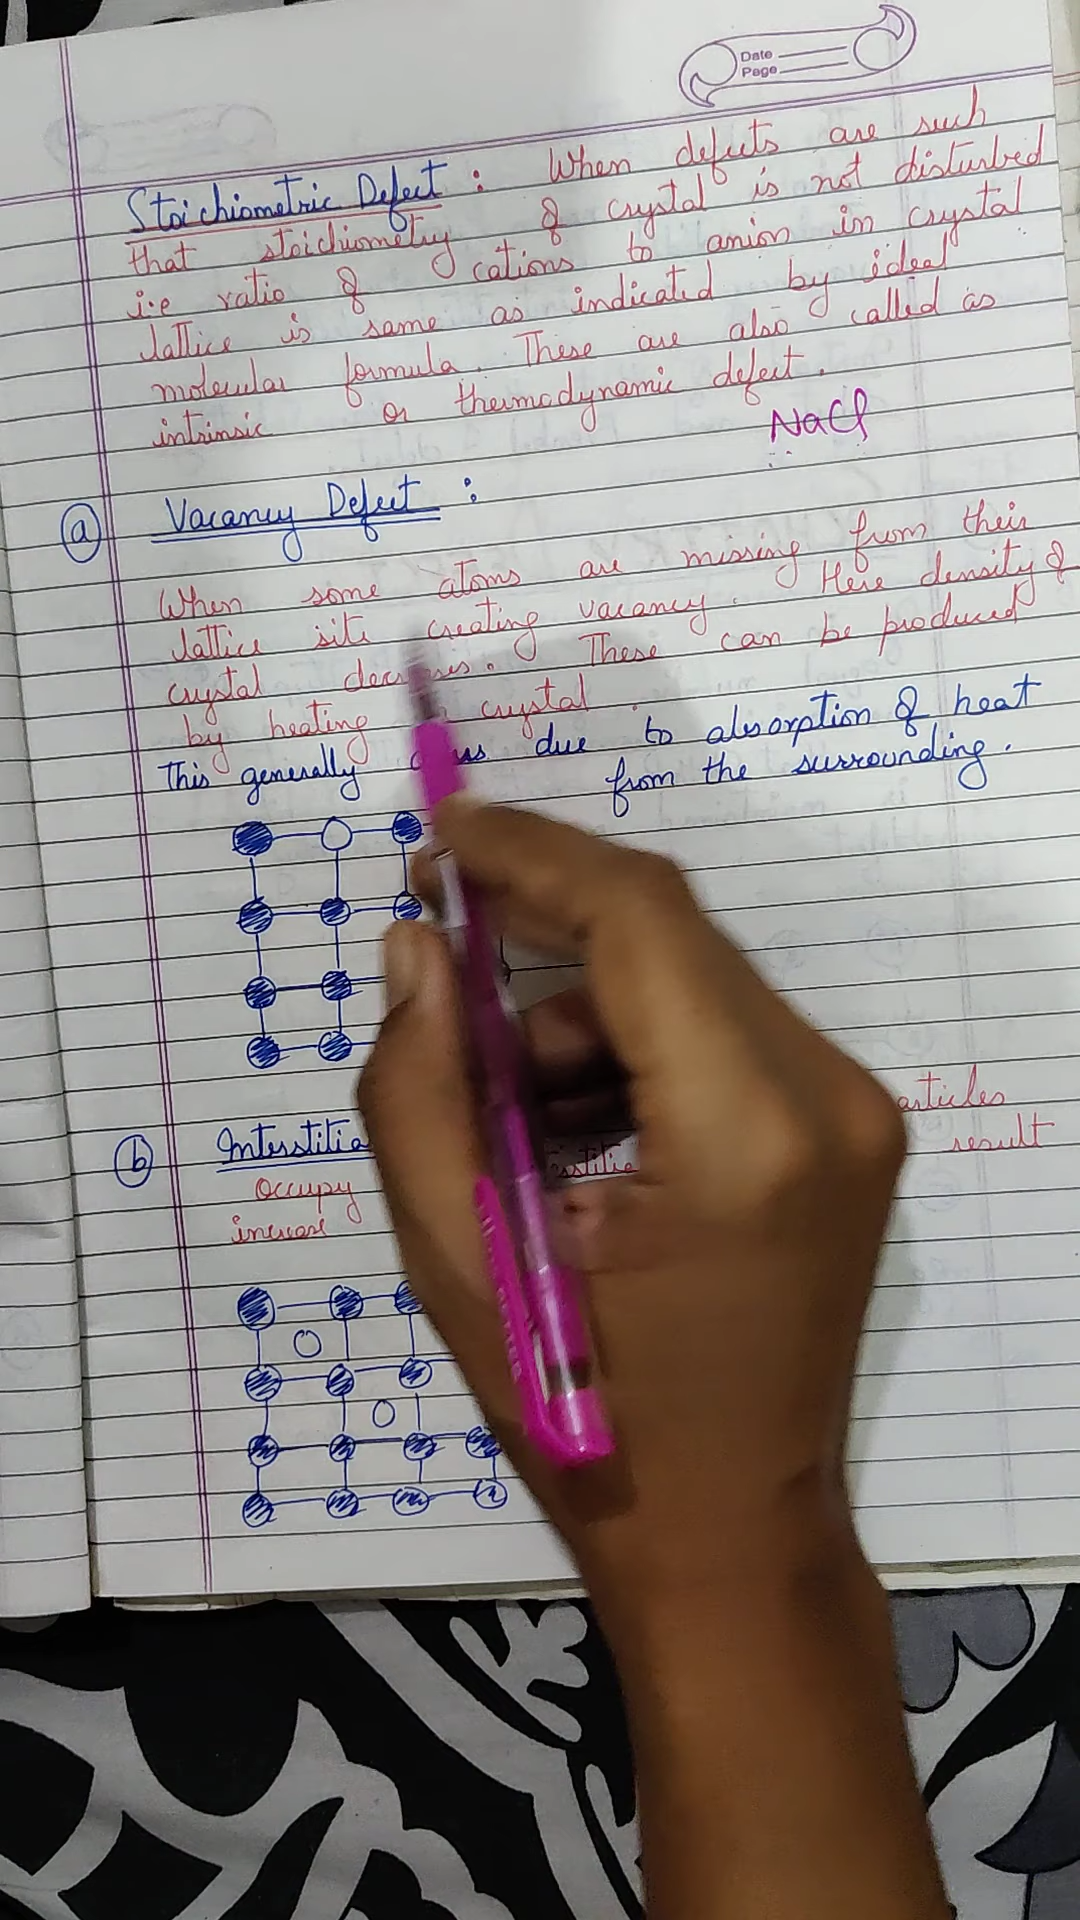 Date
Page
Stoichiometric Defect : When defects are such
that stoichiometry of crystal is not disturbed
i.e ratio of cations to anion in crystal
lattice is same as indicated by ideal
molecular formula. These are also called as
intrinsic or thermodynamic defect.
NaCl
(a) Vacancy Defect :
When some atoms are missing from their
lattice site creating vacancy. Here density of
crystal These can be produced
by heating crystal.
This generally due to absorption of heat
from the surrounding.
(b)
articles
Occupy result
increase